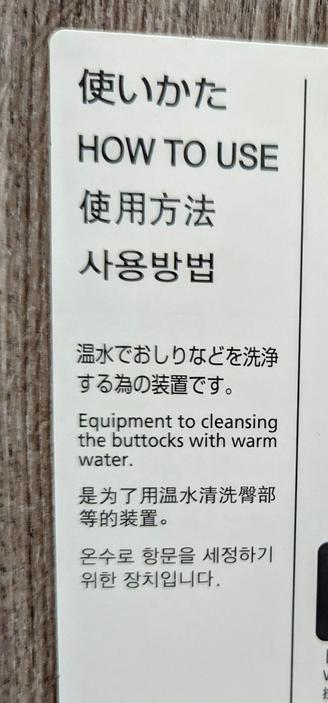 使いかた
HOW TO USE
使用方法
사용방법
温水でおしりなどを洗浄
する為の装置です。
Equipment to cleansing
the buttocks with warm
water.
是为了用温水清洗臀部
等的装置。
온수로 항문을 세정하기
위한 장치입니다.